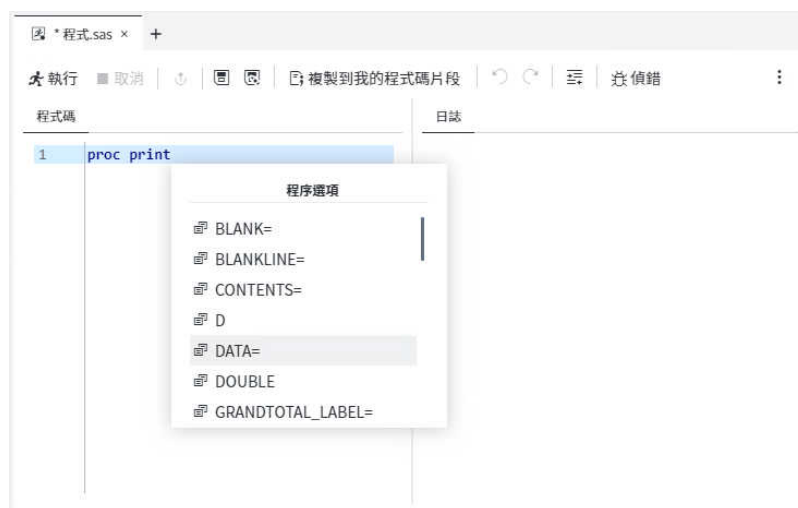 *程式.sas × +
執行 取消 複製到我的程式碼片段 偵錯
程式碼
日誌
1 proc print
程序選項
BLANK=
BLANKLINE=
CONTENTS=
D
DATA=
DOUBLE
GRANDTOTAL_LABEL=